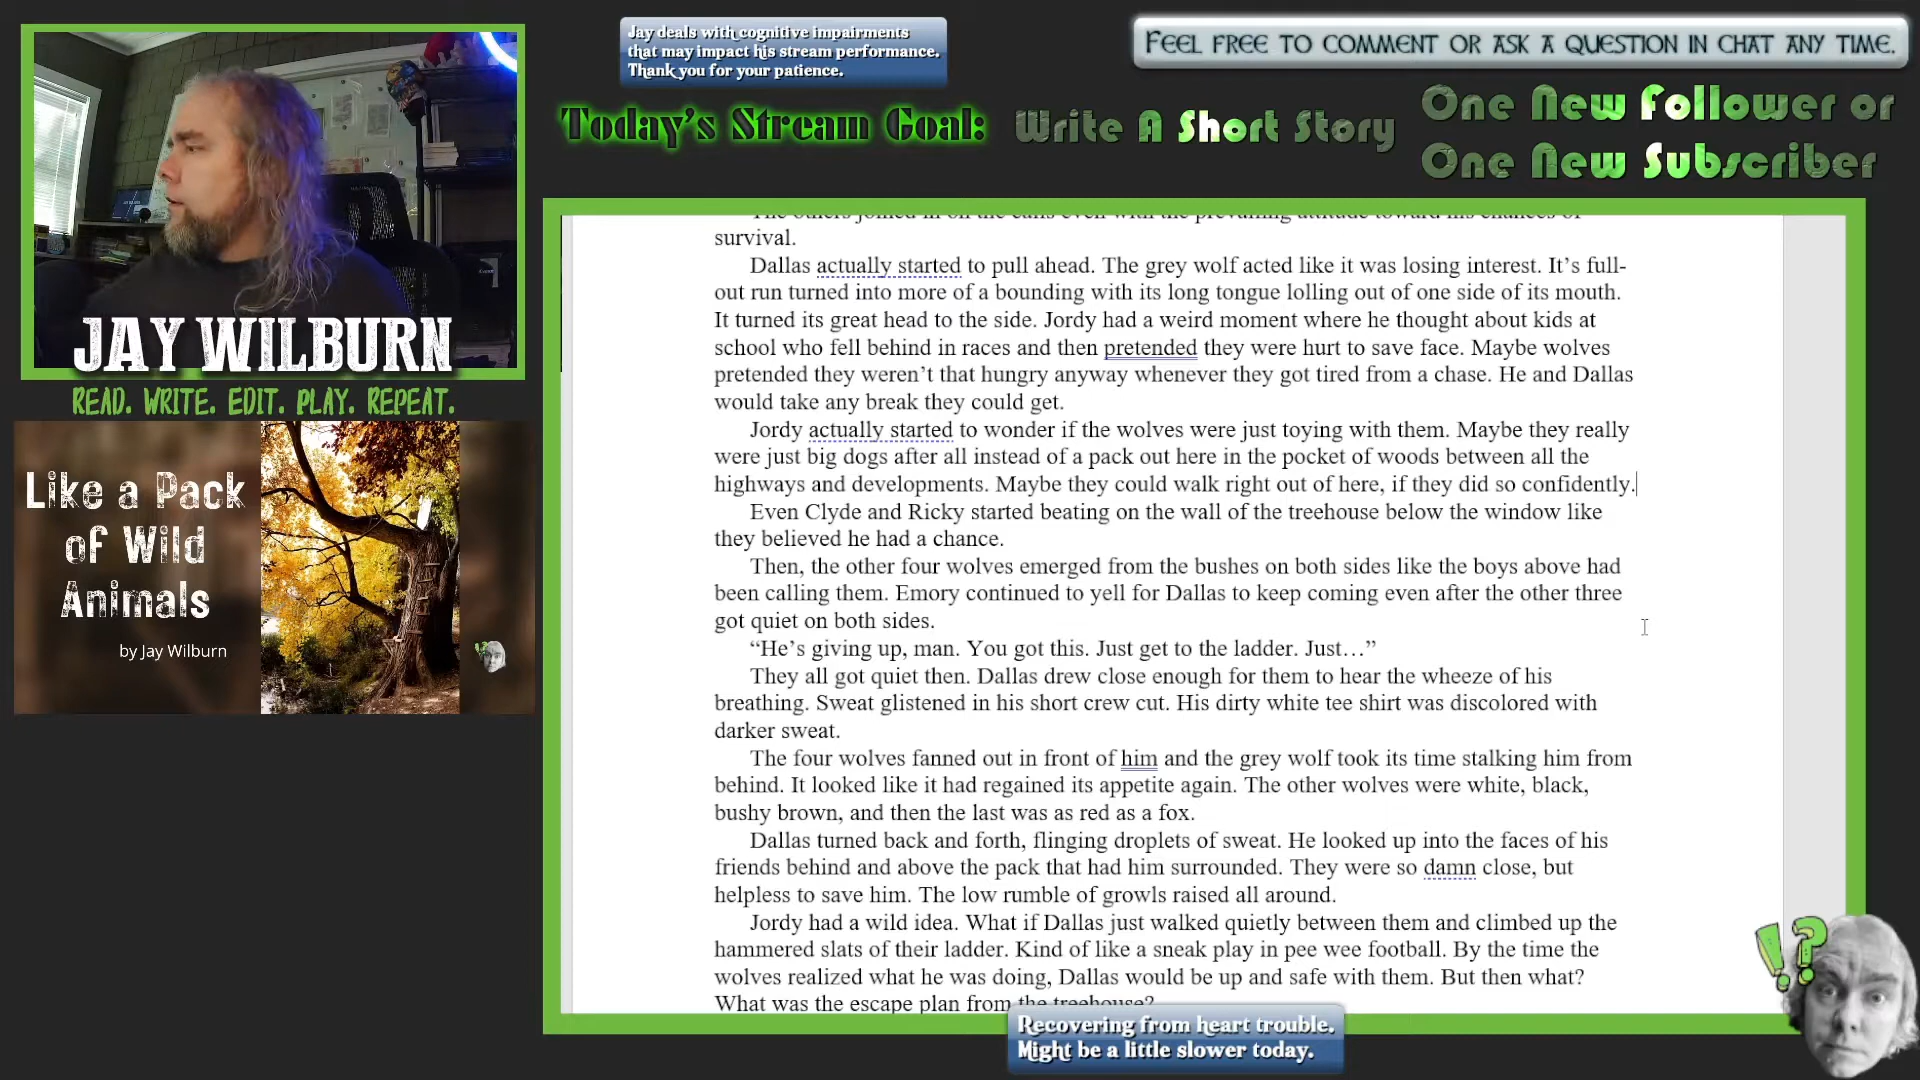 Jay deals with cognitive impairments
that may impact his stream performance.
Thank you for your patience.
Feel free to comment or ask a question in chat any time.
Today's Stream Goal:
Write A Short Story
One New Follower or
One New Subscriber
JAY WILBURN
READ. WRITE. EDIT. PLAY. REPEAT.
Like a Pack
of Wild
Animals
by Jay Wilburn
The others joined in on the calls even with the prevailing attitude toward his chances of
survival.
Dallas actually started to pull ahead. The grey wolf acted like it was losing interest. It’s full-
out run turned into more of a bounding with its long tongue lolling out of one side of its mouth.
It turned its great head to the side. Jordy had a weird moment where he thought about kids at
school who fell behind in races and then pretended they were hurt to save face. Maybe wolves
pretended they weren’t that hungry anyway whenever they got tired from a chase. He and Dallas
would take any break they could get.
Jordy actually started to wonder if the wolves were just toying with them. Maybe they really
were just big dogs after all instead of a pack out here in the pocket of woods between all the
highways and developments. Maybe they could walk right out of here, if they did so confidently.
Even Clyde and Ricky started beating on the wall of the treehouse below the window like
they believed he had a chance.
Then, the other four wolves emerged from the bushes on both sides like the boys above had
been calling them. Emory continued to yell for Dallas to keep coming even after the other three
got quiet on both sides.
“He’s giving up, man. You got this. Just get to the ladder. Just…”
They all got quiet then. Dallas drew close enough for them to hear the wheeze of his
breathing. Sweat glistened in his short crew cut. His dirty white tee shirt was discolored with
darker sweat.
The four wolves fanned out in front of him and the grey wolf took its time stalking him from
behind. It looked like it had regained its appetite again. The other wolves were white, black,
bushy brown, and then the last was as red as a fox.
Dallas turned back and forth, flinging droplets of sweat. He looked up into the faces of his
friends behind and above the pack that had him surrounded. They were so damn close, but
helpless to save him. The low rumble of growls raised all around.
Jordy had a wild idea. What if Dallas just walked quietly between them and climbed up the
hammered slats of their ladder. Kind of like a sneak play in pee wee football. By the time the
wolves realized what he was doing, Dallas would be up and safe with them. But then what?
What was the escape plan from the treehouse?
Recovering from heart trouble.
Might be a little slower today.
!?